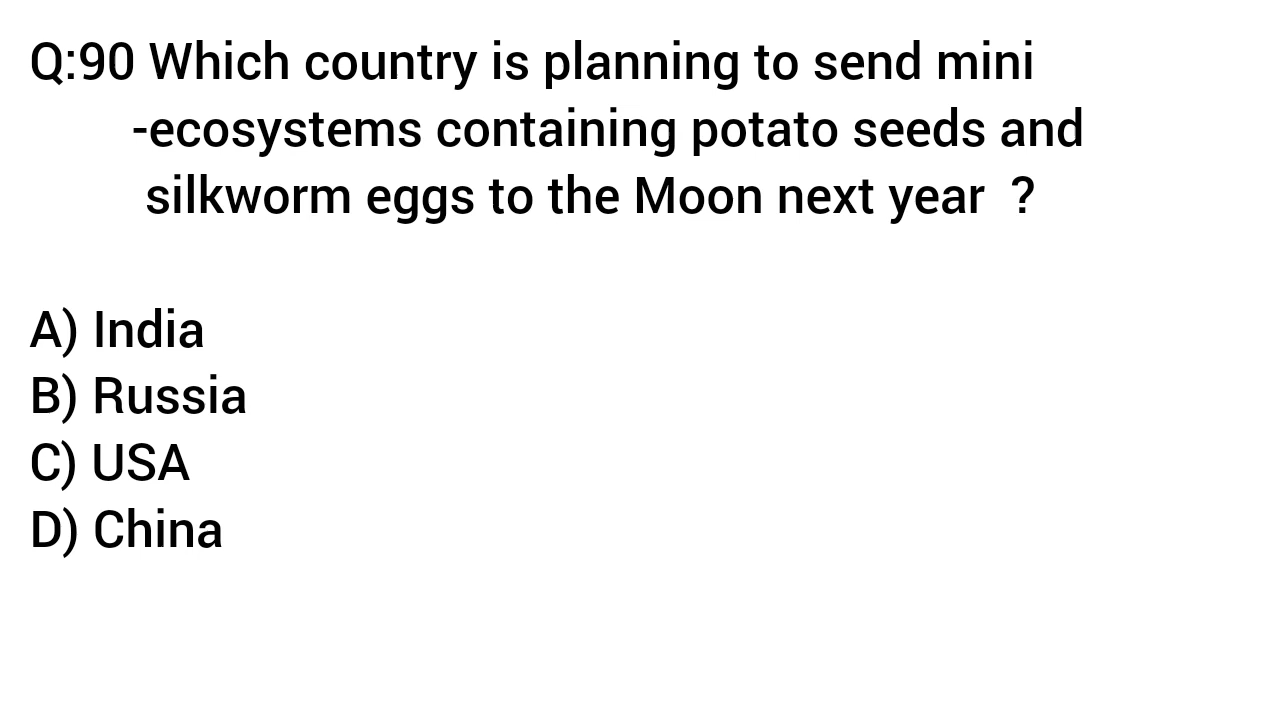 Q:90 Which country is planning to send mini
-ecosystems containing potato seeds and
silkworm eggs to the Moon next year ?
A) India
B) Russia
C) USA
D) China